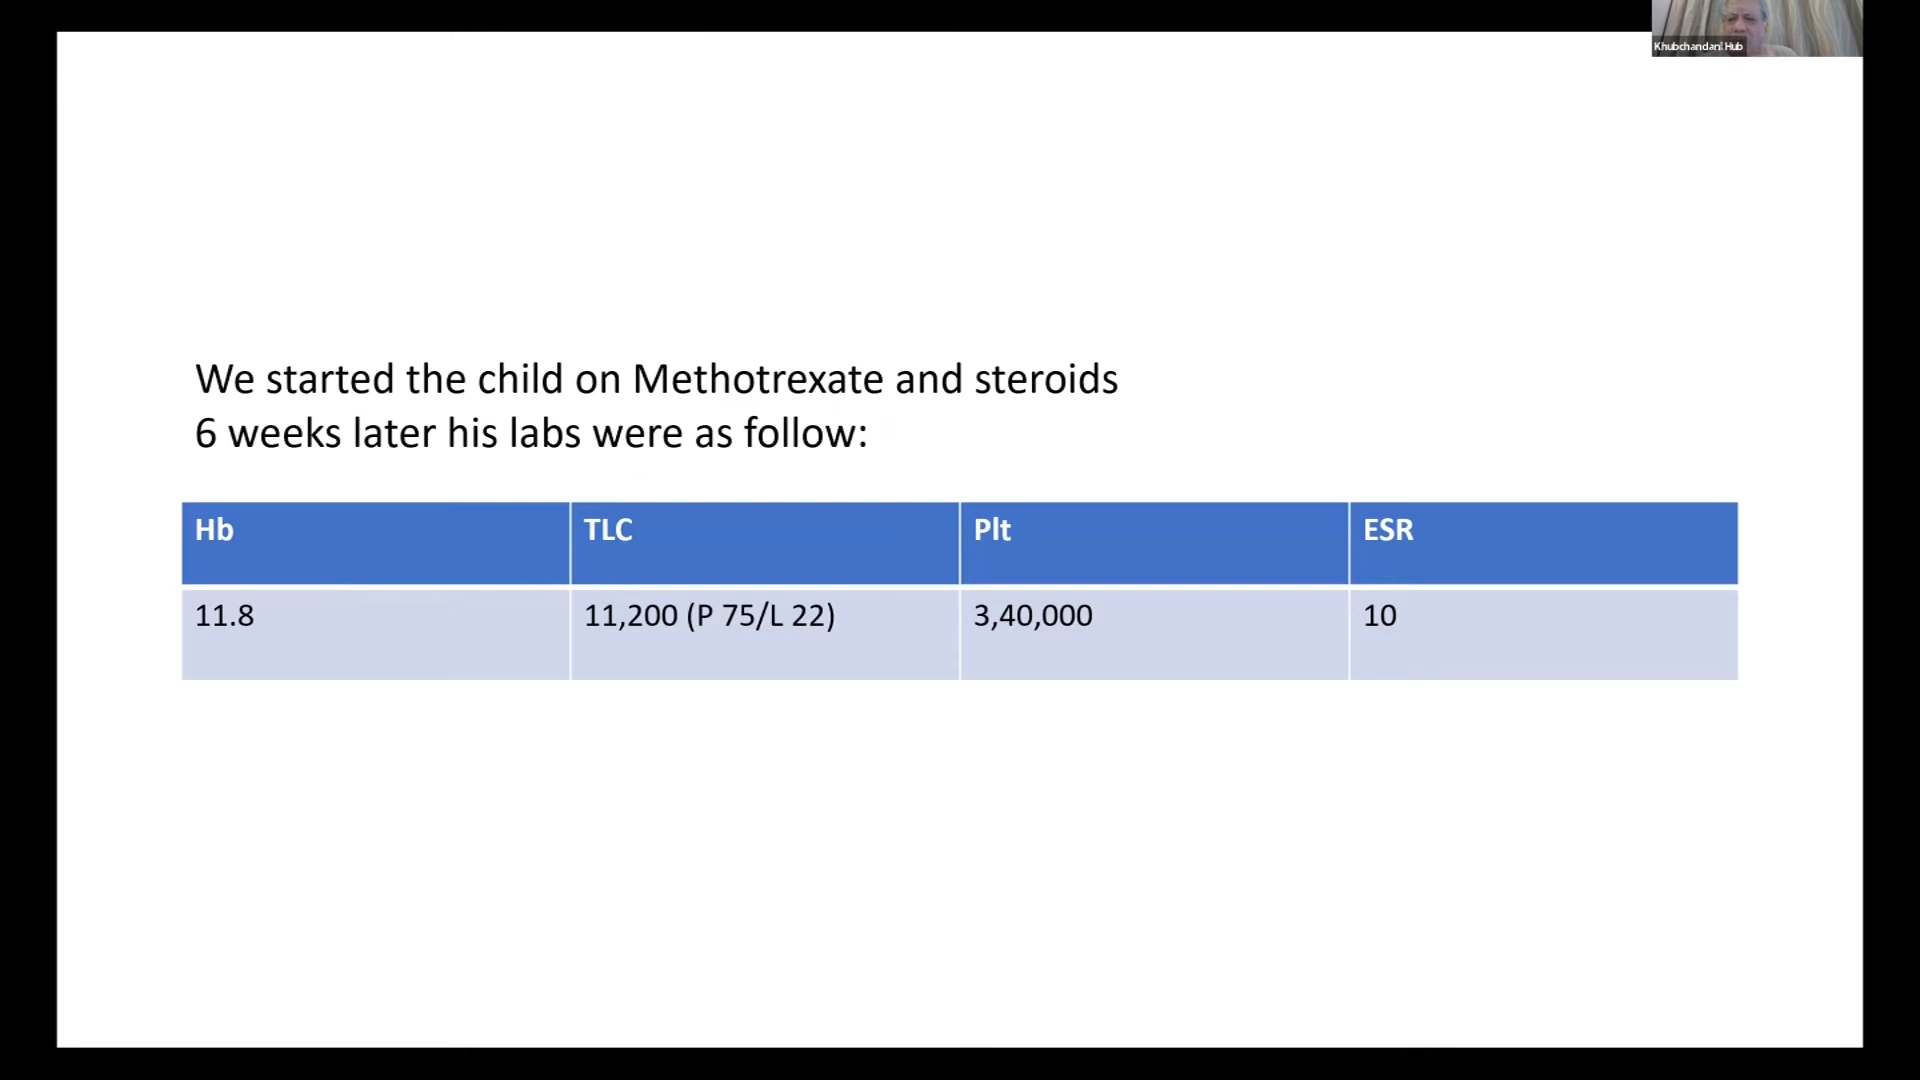 Khubchandani Hub
We started the child on Methotrexate and steroids
6 weeks later his labs were as follow:
Hb TLC Plt ESR
11.8 11,200 (P 75/L 22) 3,40,000 10